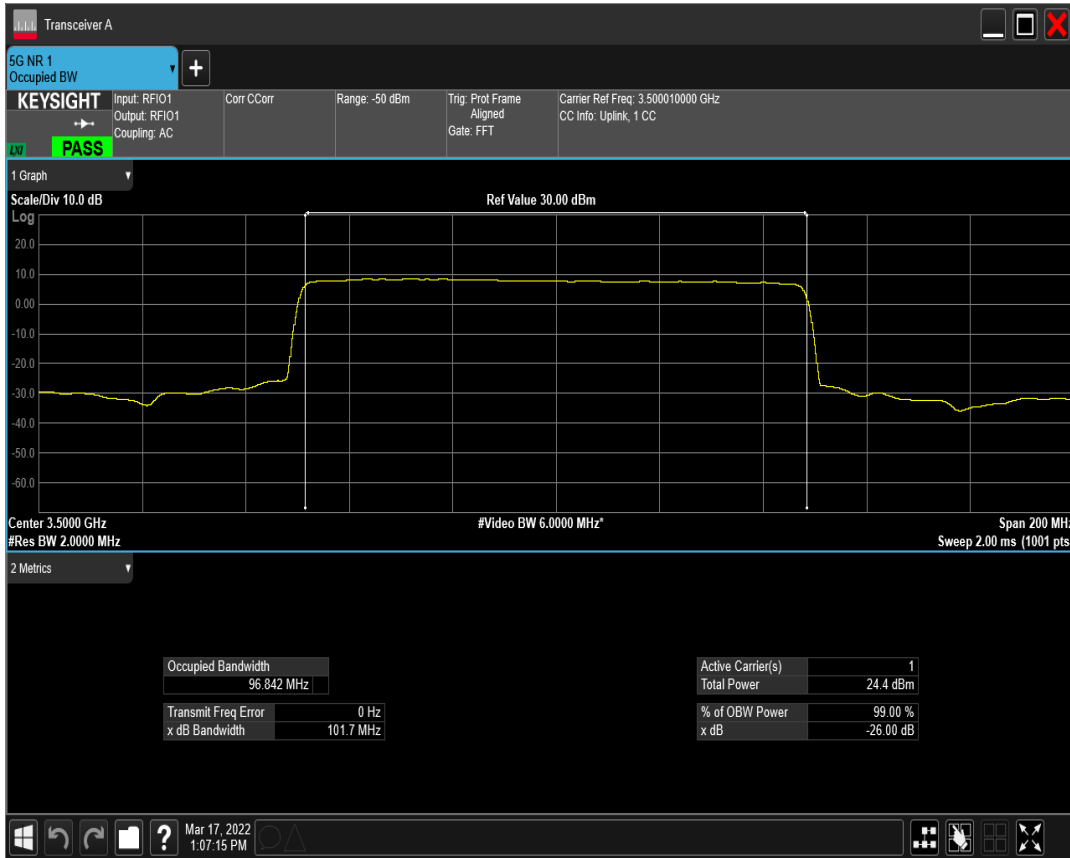 Transceiver A
5G NR 1
Occupied BW
+
KEYSIGHT
LXI
PASS
Input: RFIO1
Output: RFIO1
Coupling: AC
Corr CCorr
Range: -50 dBm
Trig: Prot Frame
Aligned
Gate: FFT
Carrier Ref Freq: 3.500010000 GHz
CC Info: Uplink, 1 CC
1 Graph
Scale/Div 10.0 dB
Ref Value 30.00 dBm
Log
20.0
10.0
0.00
-10.0
-20.0
-30.0
-40.0
-50.0
-60.0
Center 3.5000 GHz
#Video BW 6.0000 MHz*
Span 200 MHz
#Res BW 2.0000 MHz
Sweep 2.00 ms (1001 pts
2 Metrics
Occupied Bandwidth
96.842 MHz
Transmit Freq Error 0 Hz
x dB Bandwidth 101.7 MHz
Active Carrier(s) 1
Total Power 24.4 dBm
% of OBW Power 99.00 %
x dB -26.00 dB
?
Mar 17, 2022
1:07:15 PM